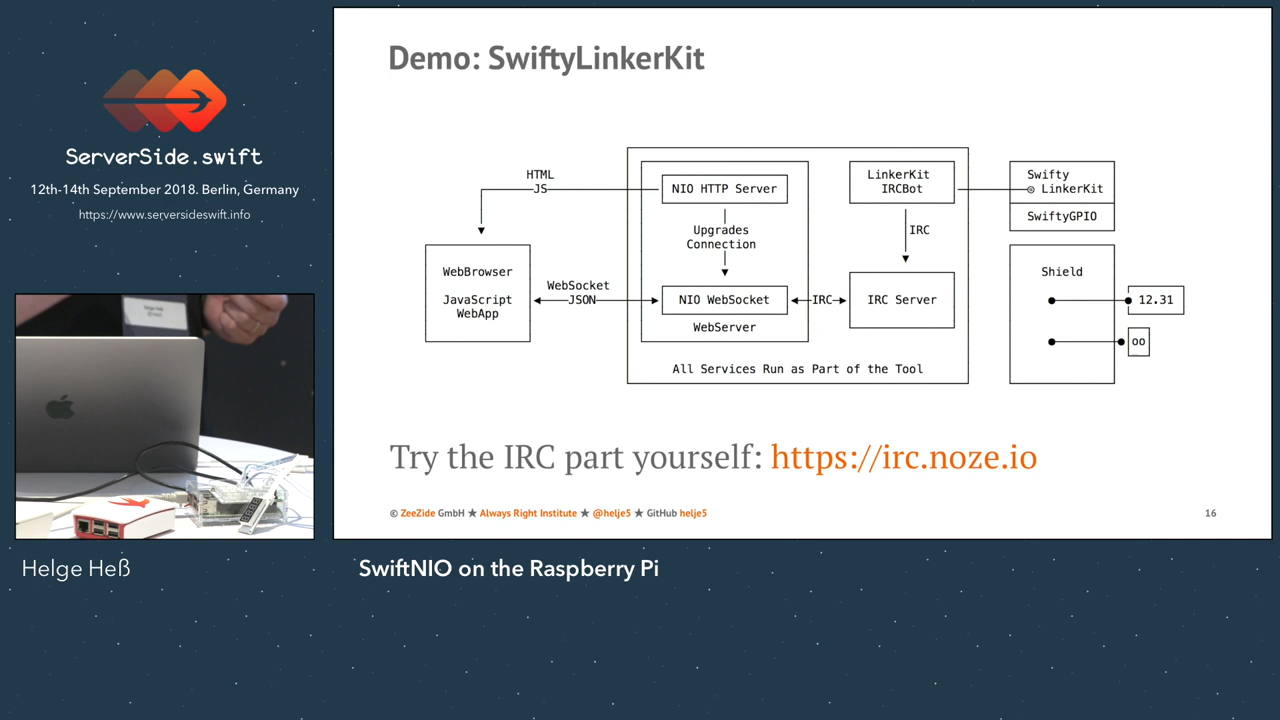 ServerSide.swift
12th-14th September 2018. Berlin, Germany
https://www.serversideswift.info
Helge Heß
Demo: SwiftyLinkerKit
HTML
JS
WebBrowser
JavaScript
WebApp
WebSocket
JSON
NIO HTTP Server
Upgrades
Connection
NIO WebSocket
WebServer
IRC
LinkerKit
IRCBot
IRC
IRC Server
All Services Run as Part of the Tool
Swifty
◎ LinkerKit
SwiftyGPIO
Shield
12.31
oo
Try the IRC part yourself: https://irc.noze.io
© ZeeZide GmbH ★ Always Right Institute ★ @helje5 ★ GitHub helje5
16
SwiftNIO on the Raspberry Pi